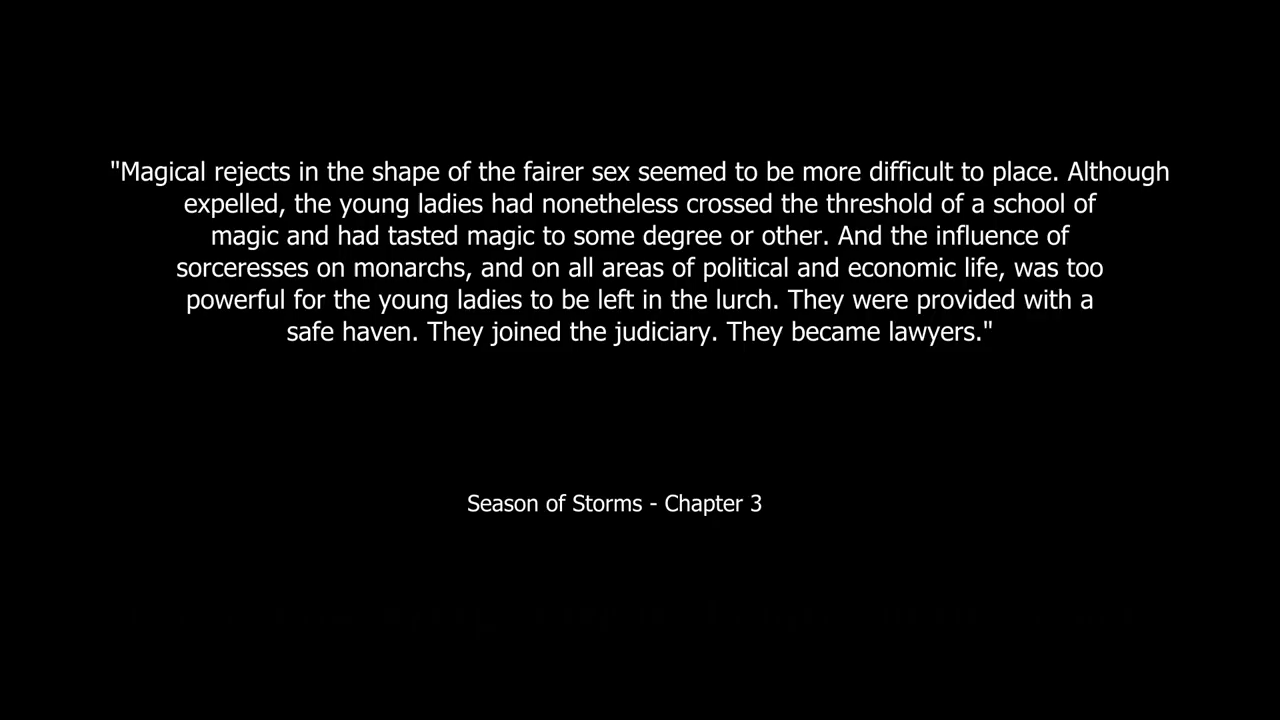 "Magical rejects in the shape of the fairer sex seemed to be more difficult to place. Although
expelled, the young ladies had nonetheless crossed the threshold of a school of
magic and had tasted magic to some degree or other. And the influence of
sorceresses on monarchs, and on all areas of political and economic life, was too
powerful for the young ladies to be left in the lurch. They were provided with a
safe haven. They joined the judiciary. They became lawyers."
Season of Storms - Chapter 3